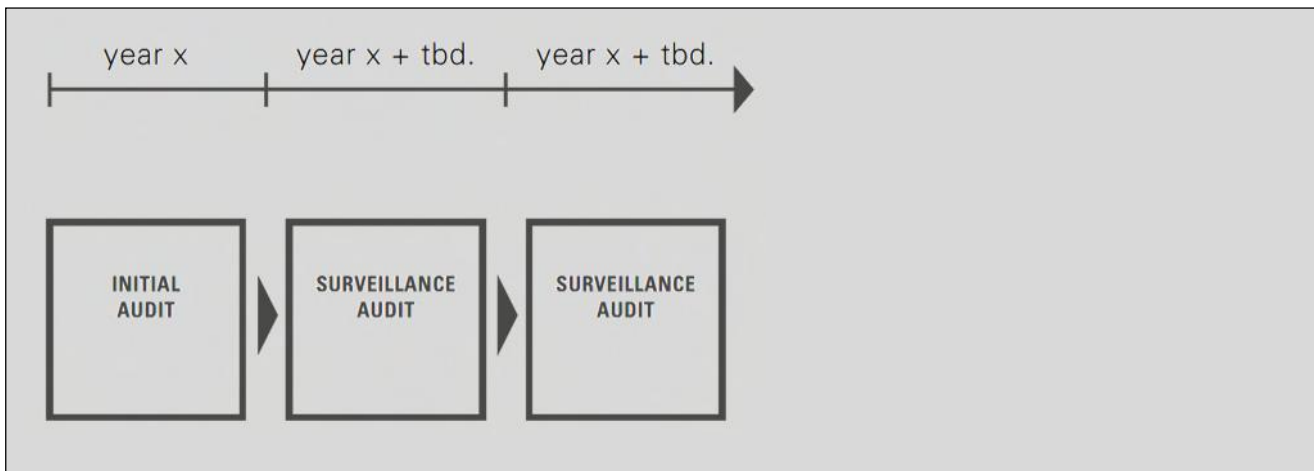 year x
year x + tbd.
year x + tbd.
INITIAL
AUDIT
SURVEILLANCE
AUDIT
SURVEILLANCE
AUDIT